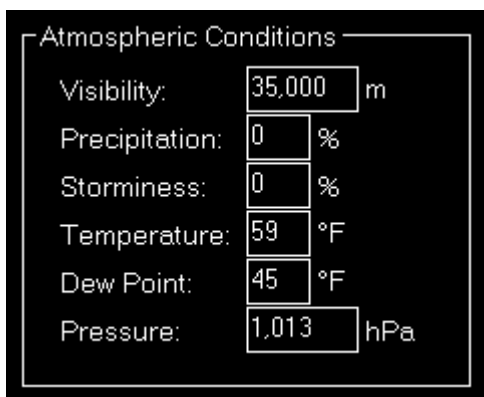 Atmospheric Conditions
Visibility: 35,000 m
Precipitation: 0 %
Storminess: 0 %
Temperature: 59 °F
Dew Point: 45 °F
Pressure: 1,013 hPa